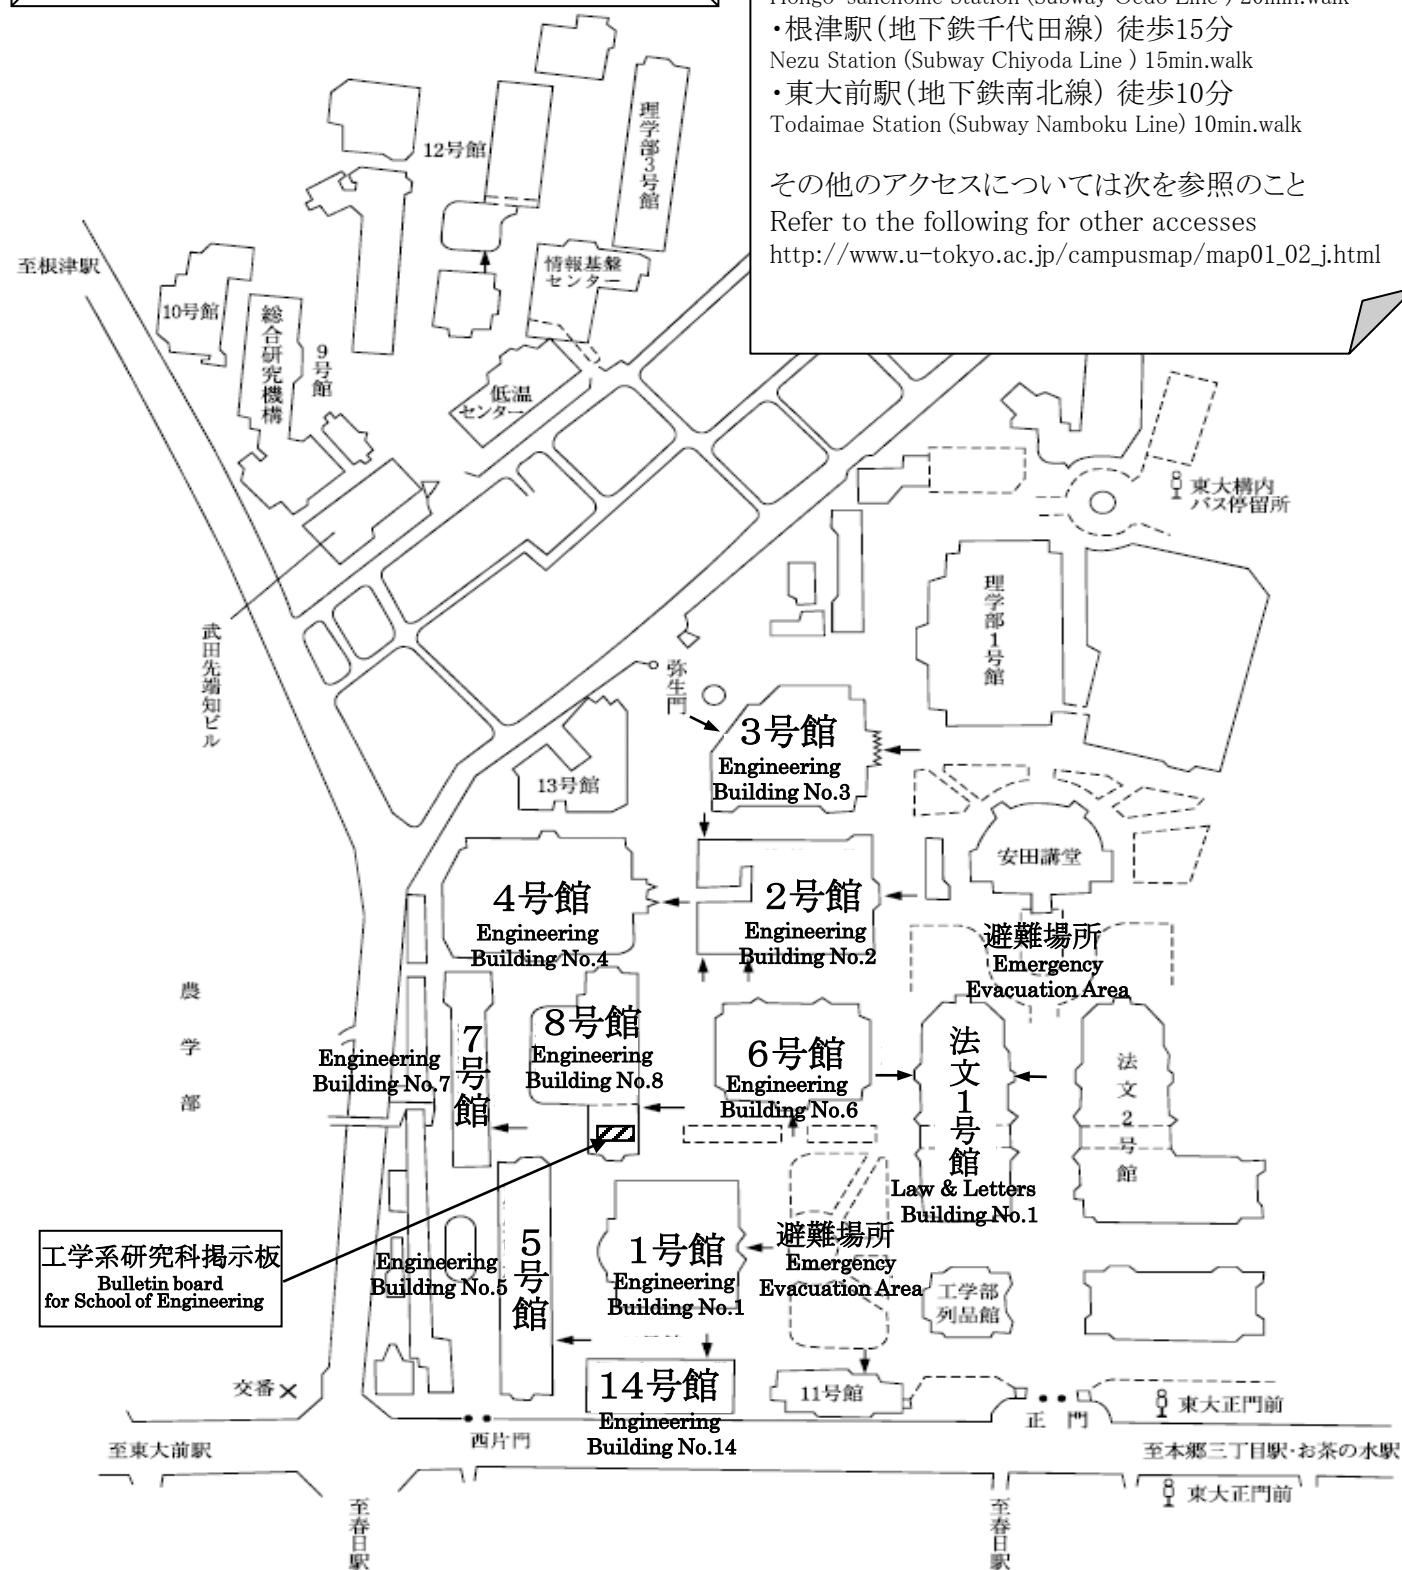 ・根津駅（地下鉄千代田線） 徒歩15分
Nezu Station (Subway Chiyoda Line ) 15min.walk
・東大前駅（地下鉄南北線） 徒歩10分
Todaimae Station (Subway Namboku Line) 10min.walk
その他のアクセスについては次を参照のこと
Refer to the following for other accesses
http://www.u-tokyo.ac.jp/campusmap/map01_02_j.html
理学部3号館
12号館
至根津駅
情報基盤
センター
10号館
総合研究機構
9号館
低温
センター
東大構内
バス停留所
理学部1号館
武田先端知ビル
弥生門
3号館
Engineering
Building No.3
13号館
安田講堂
4号館
Engineering
Building No.4
2号館
Engineering
Building No.2
避難場所
Emergency
Evacuation Area
農学部
7号館
Engineering
Building No.7
8号館
Engineering
Building No.8
6号館
Engineering
Building No.6
法文1号館
Law & Letters
Building No.1
法文2号館
工学系研究科掲示板
Bulletin board
for School of Engineering
5号館
Engineering
Building No.5
1号館
Engineering
Building No.1
避難場所
Emergency
Evacuation Area
工学部
列品館
交番
14号館
Engineering
Building No.14
11号館
正門
東大正門前
西片門
至東大前駅
至本郷三丁目駅・お茶の水駅
東大正門前
至春日駅
至春日駅